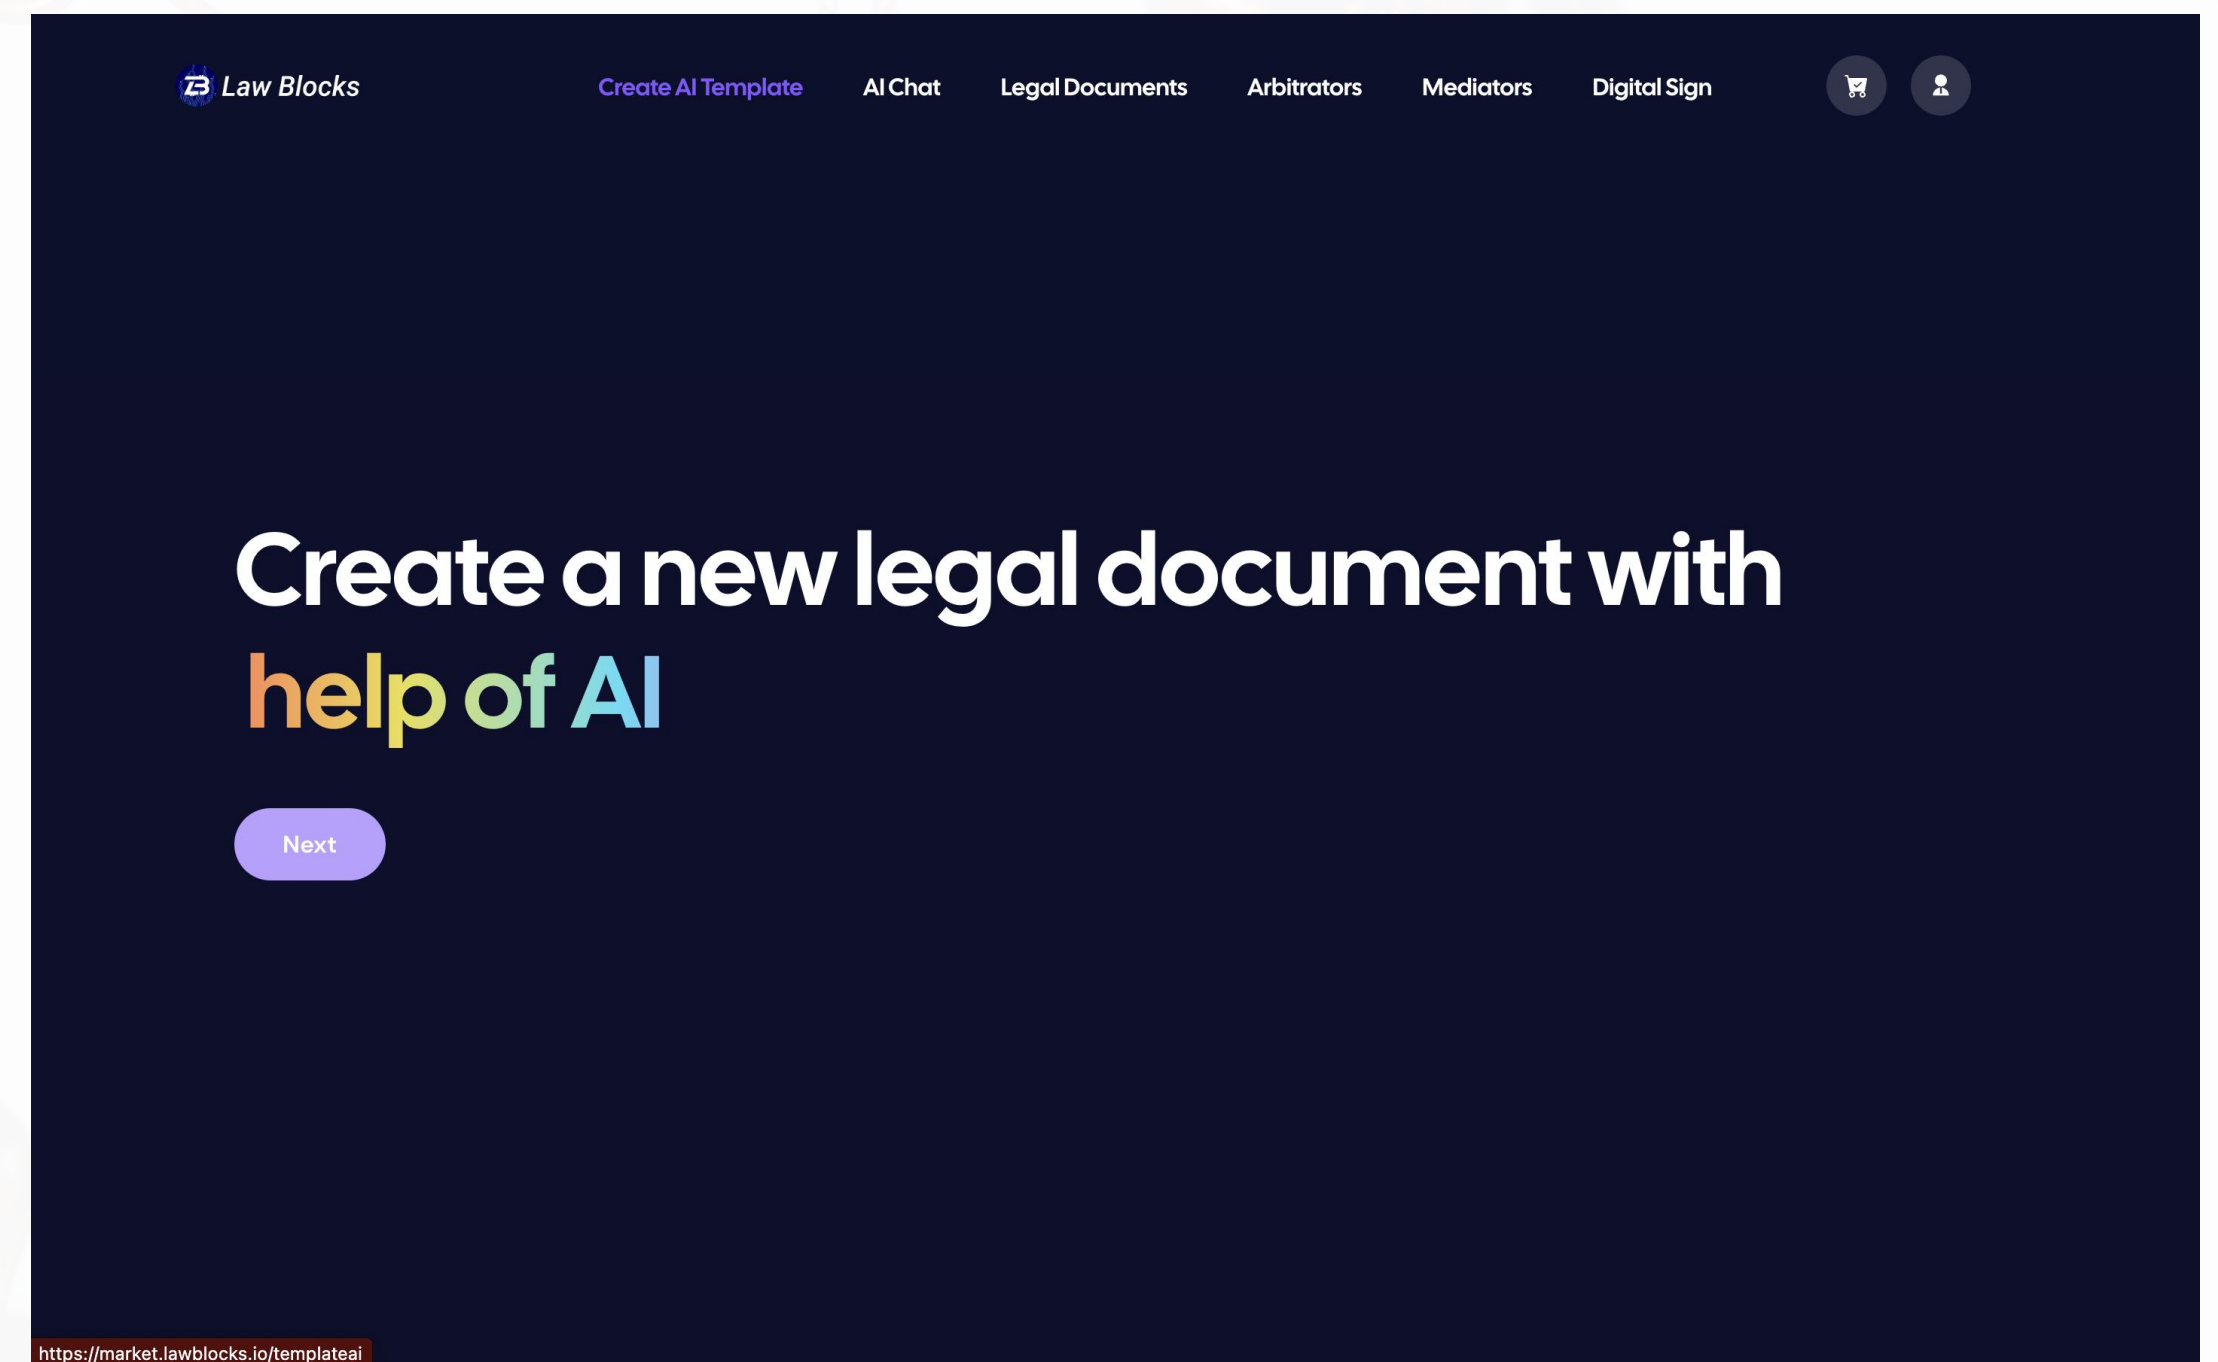 Law Blocks
Create AI Template
AI Chat
Legal Documents
Arbitrators
Mediators
Digital Sign
Create a new legal document with
help of AI
Next
https://market.lawblocks.io/templateai